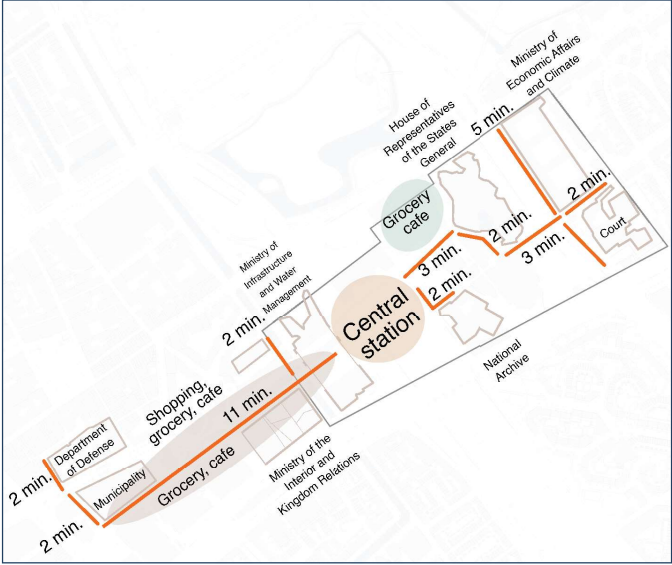 Ministry of
Economic Affairs
and Climate
House of
Representatives
of the States
General
5 min.
2 min.
Grocery
cafe
Court
2 min.
3 min.
3 min.
2 min.
Ministry of
Infrastructure
and Water
Management
Central
station
2 min.
National
Archive
Shopping,
grocery, cafe
11 min.
Grocery, cafe
Ministry of the
Interior and
Kingdom Relations
Department
of Defense
Municipality
2 min.
2 min.